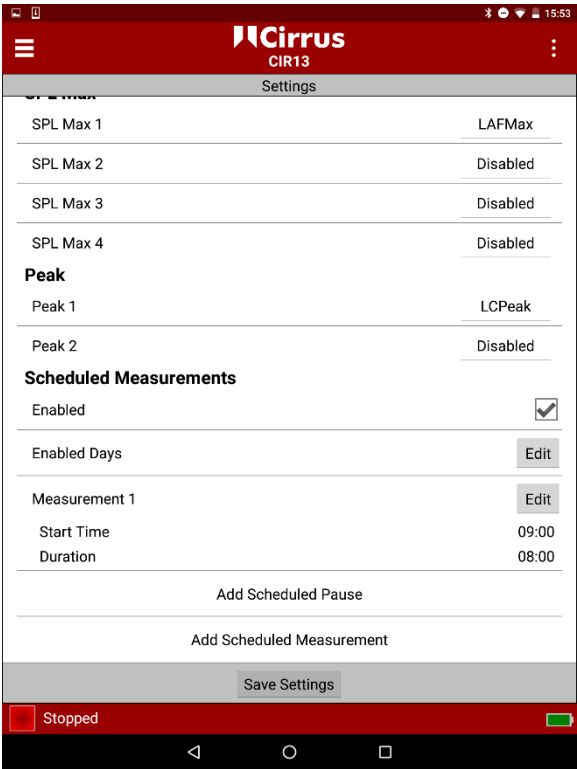 15:53
Cirrus
CIR13
Settings
SPL Max
SPL Max 1 LAFMax
SPL Max 2 Disabled
SPL Max 3 Disabled
SPL Max 4 Disabled
Peak
Peak 1 LCPeak
Peak 2 Disabled
Scheduled Measurements
Enabled
Enabled Days Edit
Measurement 1 Edit
Start Time 09:00
Duration 08:00
Add Scheduled Pause
Add Scheduled Measurement
Save Settings
Stopped